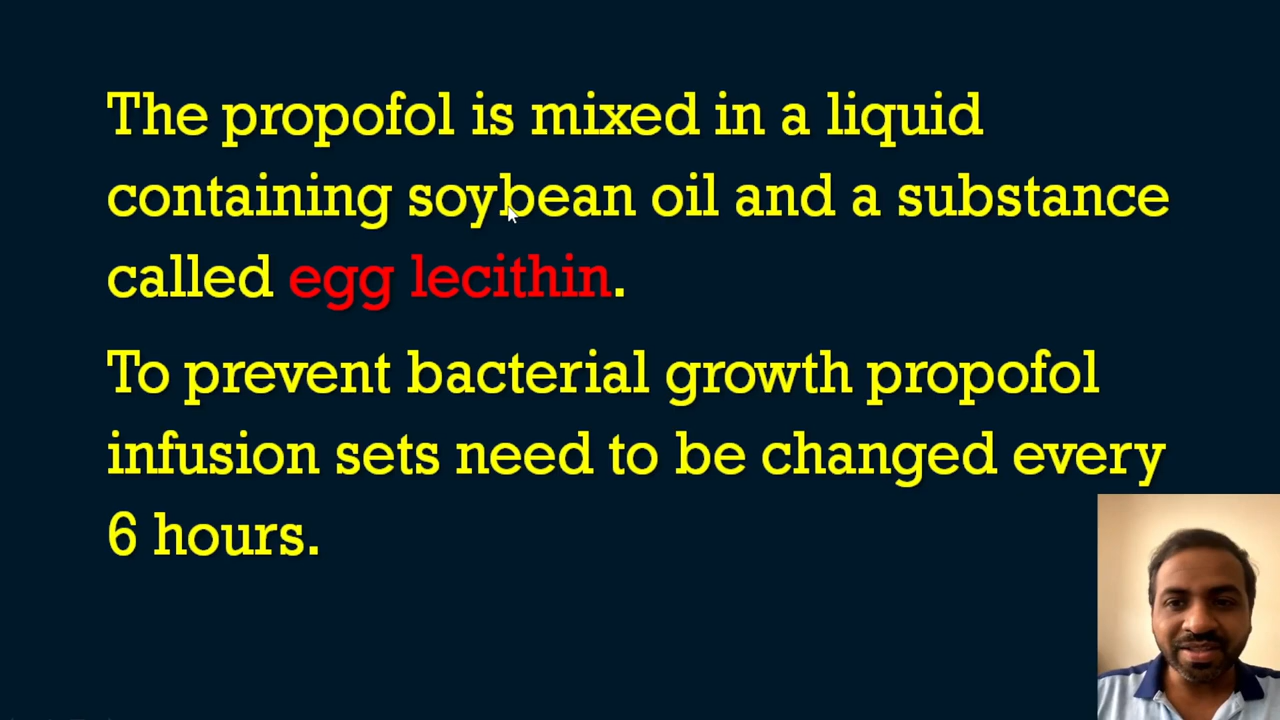 The propofol is mixed in a liquid
containing soybean oil and a substance
called egg lecithin.
To prevent bacterial growth propofol
infusion sets need to be changed every
6 hours.